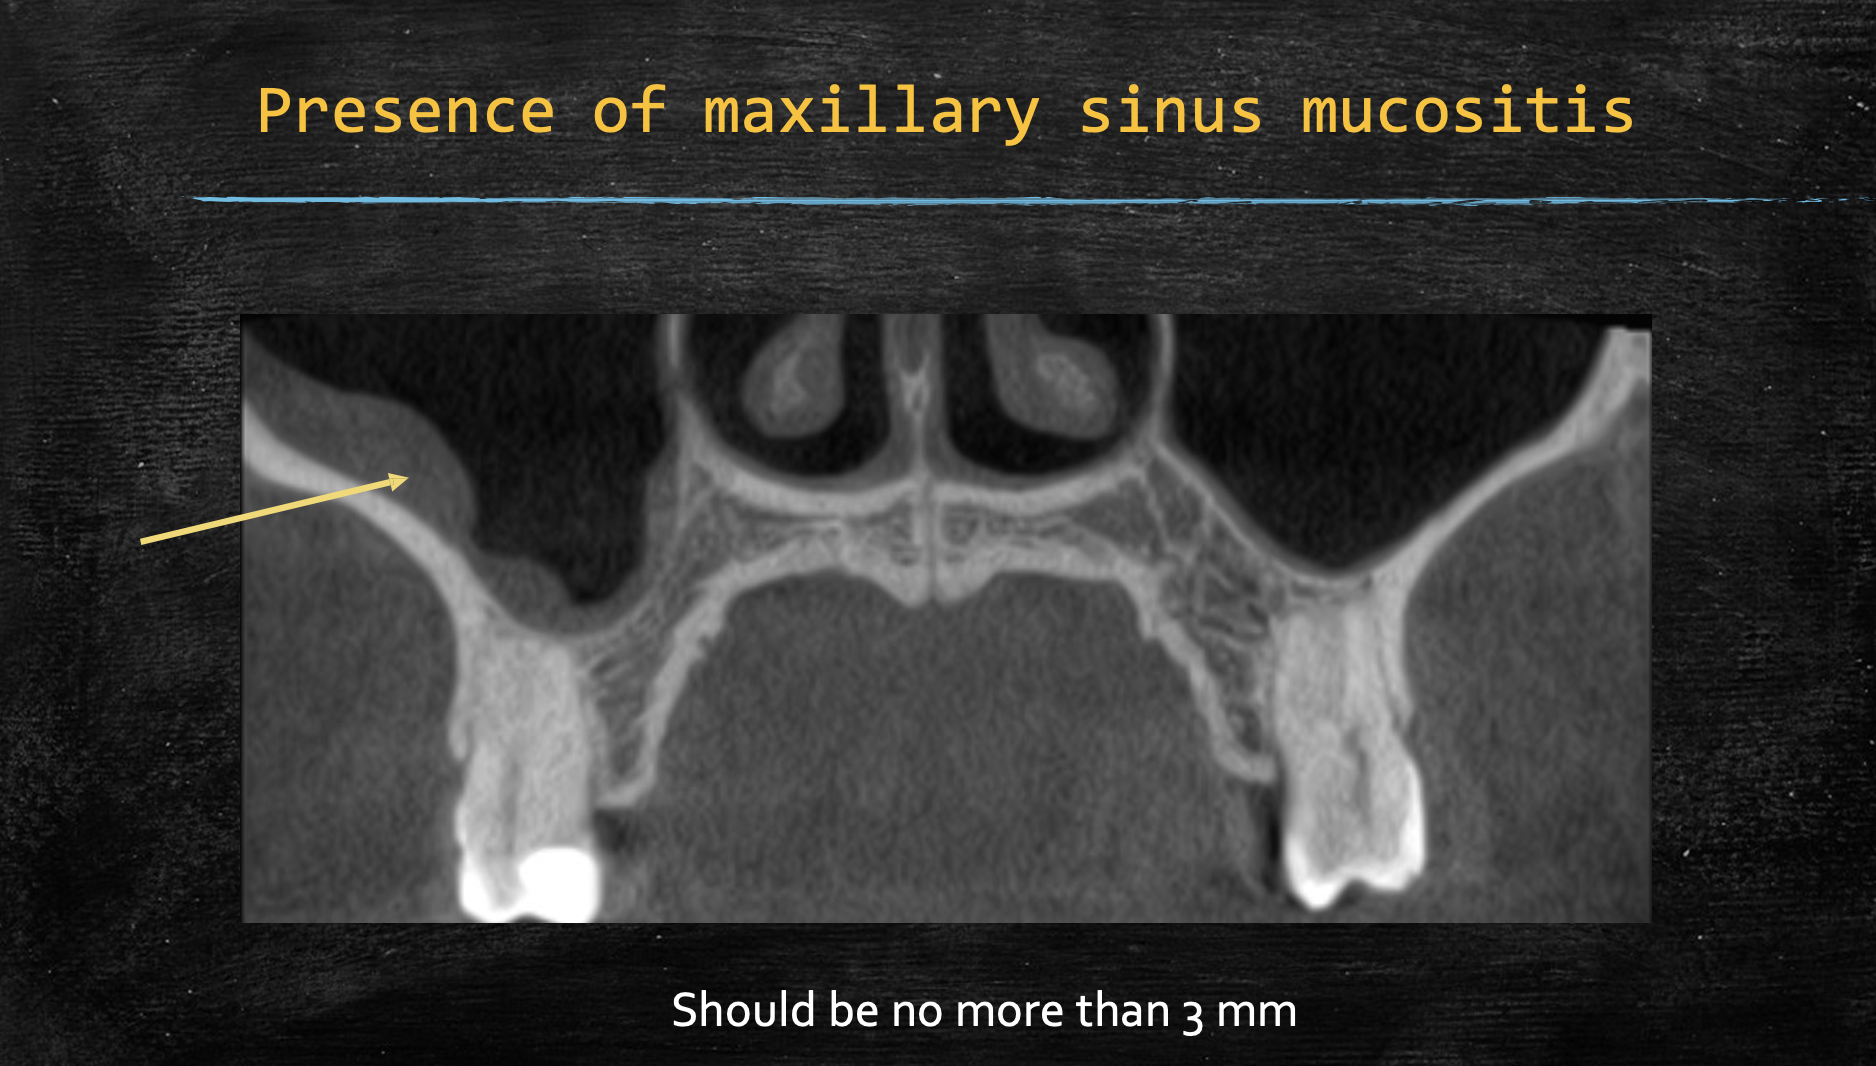 Presence of maxillary sinus mucositis
Should be no more than 3 mm